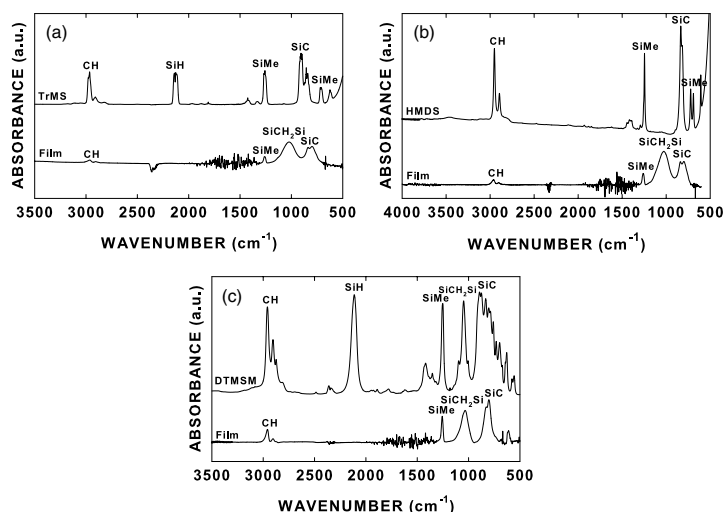 (a)
ABSORBANCE (a.u.)
CH
SiH
SiMe
SiC
SiMe
TrMS
SiCH2Si
SiMe
SiC
Film
CH
3500 3000 2500 2000 1500 1000 500
WAVENUMBER (cm-1)
(b)
ABSORBANCE (a.u.)
CH
SiC
SiMe
SiMe
HMDS
SiCH2Si
SiMe
SiC
Film
CH
4000 3500 3000 2500 2000 1500 1000 500
WAVENUMBER (cm-1)
(c)
ABSORBANCE (a.u.)
CH
SiH
SiMe
SiCH2Si
SiC
DTMSM
SiCH2Si
SiMe
SiC
Film
CH
3500 3000 2500 2000 1500 1000 500
WAVENUMBER (cm-1)